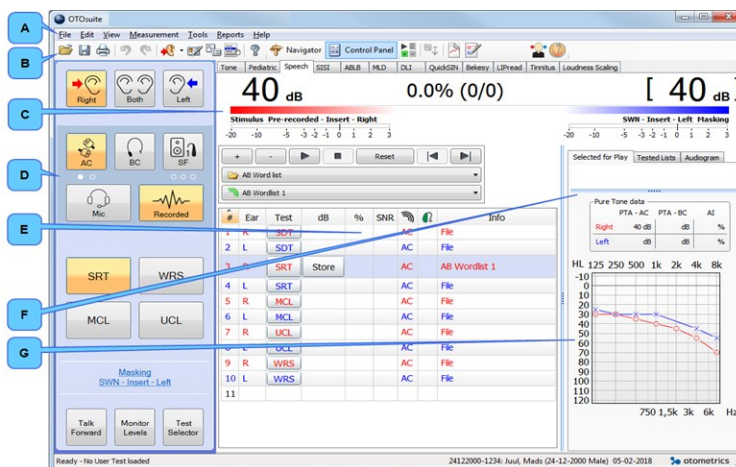 OTOsuite
A
File Edit View Measurement Tools Reports Help
B
Navigator Control Panel
Tone Pediatric Speech SISI ABLB MLD DLI QuickSIN Bekesy LIPread Tinnitus Loudness Scaling
Right Both Left
40 dB 0.0% (0/0) [ 40 dB ]
C
Stimulus Pre-recorded - Insert - Right SWN - Insert - Left Masking
-20 -10 -5 -3 -2 -1 0 1 2 3 -20 -10 -5 -3 -2 -1 0 1 2 3
+ - Reset
Selected for Play Tested Lists Audiogram
AC BC SF
D
AB Word list
AB Wordlist 1
Mic Recorded
Pure Tone data
PTA - AC PTA - BC AI
Right 40 dB dB %
Left dB dB %
# Ear Test dB % SNR Info
E
1 R SDT AC File
2 L SDT AC File
3 R SRT Store AC AB Wordlist 1
4 L SRT AC File
5 R MCL AC File
6 L MCL AC File
7 R UCL AC File
8 L UCL AC File
9 R WRS AC File
10 L WRS AC File
11
SRT WRS
F
MCL UCL
G
HL 125 250 500 1k 2k 4k 8k
-10
0
10
20
30
40
50
60
70
80
90
100
110
120
750 1,5k 3k 6k Hz
Masking
SWN - Insert - Left
Talk Forward Monitor Levels Test Selector
Ready - No User Test loaded 24122000-1234: Juul, Mads (24-12-2000 Male) 05-02-2018 otometrics